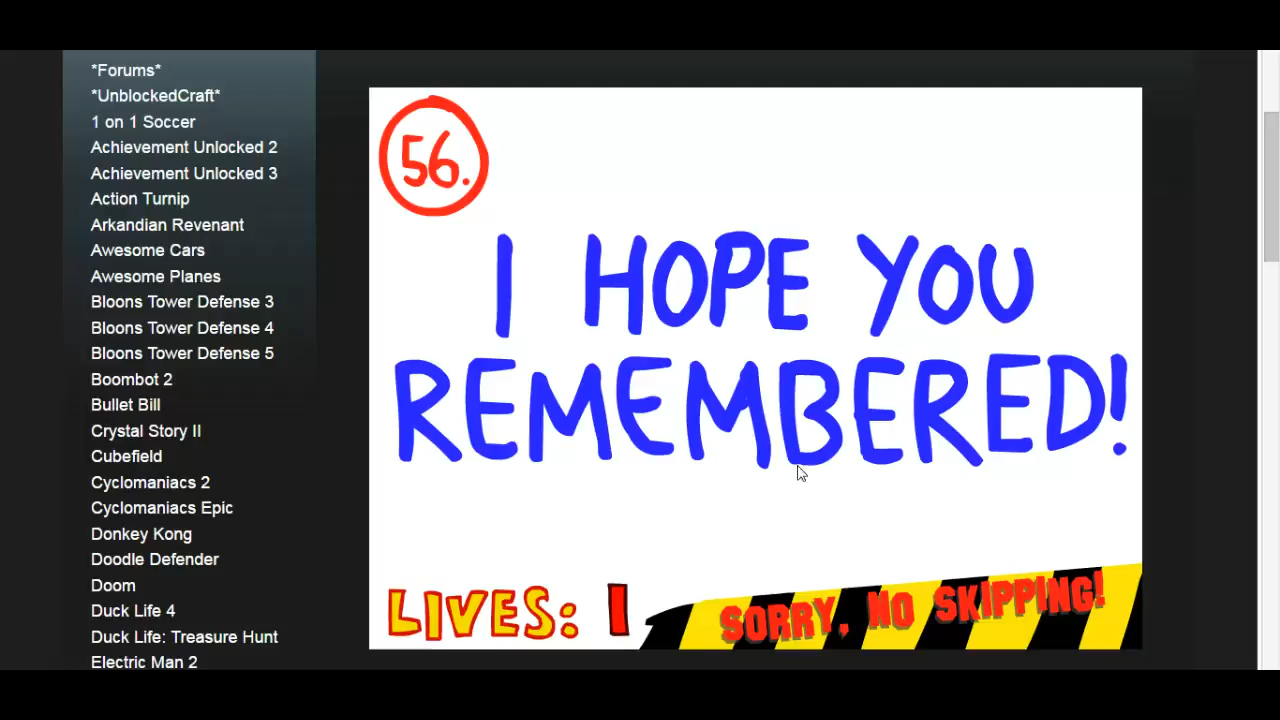 *Forums*
*UnblockedCraft*
1 on 1 Soccer
Achievement Unlocked 2
Achievement Unlocked 3
Action Turnip
Arkandian Revenant
Awesome Cars
Awesome Planes
Bloons Tower Defense 3
Bloons Tower Defense 4
Bloons Tower Defense 5
Boombot 2
Bullet Bill
Crystal Story II
Cubefield
Cyclomaniacs 2
Cyclomaniacs Epic
Donkey Kong
Doodle Defender
Doom
Duck Life 4
Duck Life: Treasure Hunt
Electric Man 2
56.
I HOPE YOU
REMEMBERED!
LIVES: 1
SORRY, NO SKIPPING!